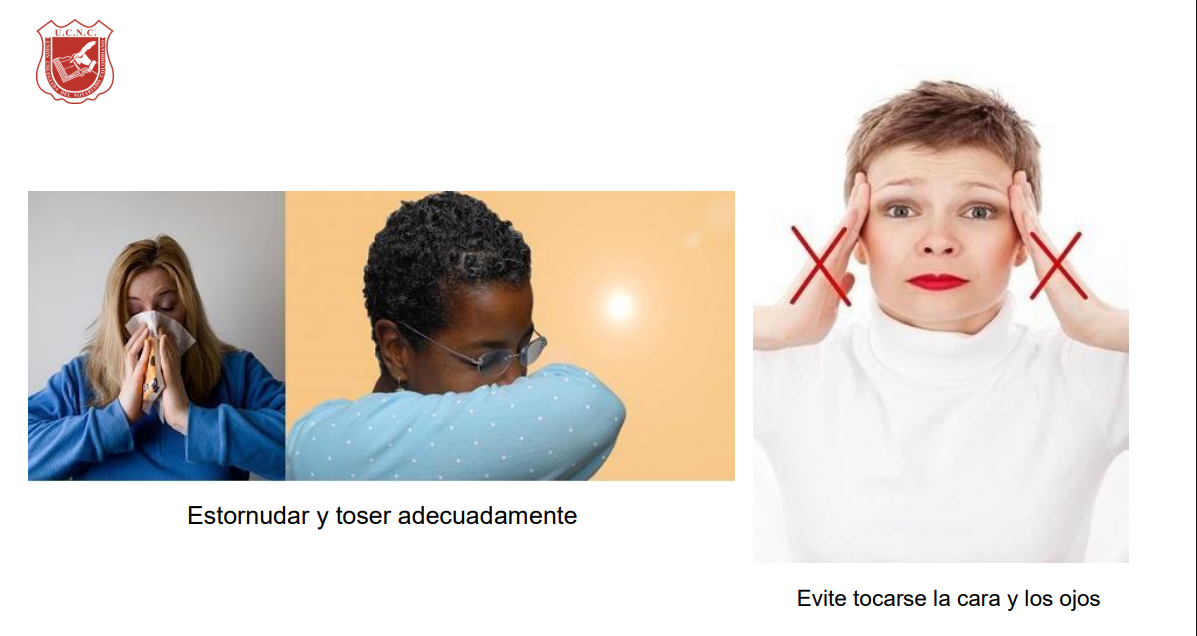 U.C.N.C.
Estornudar y toser adecuadamente
Evite tocarse la cara y los ojos